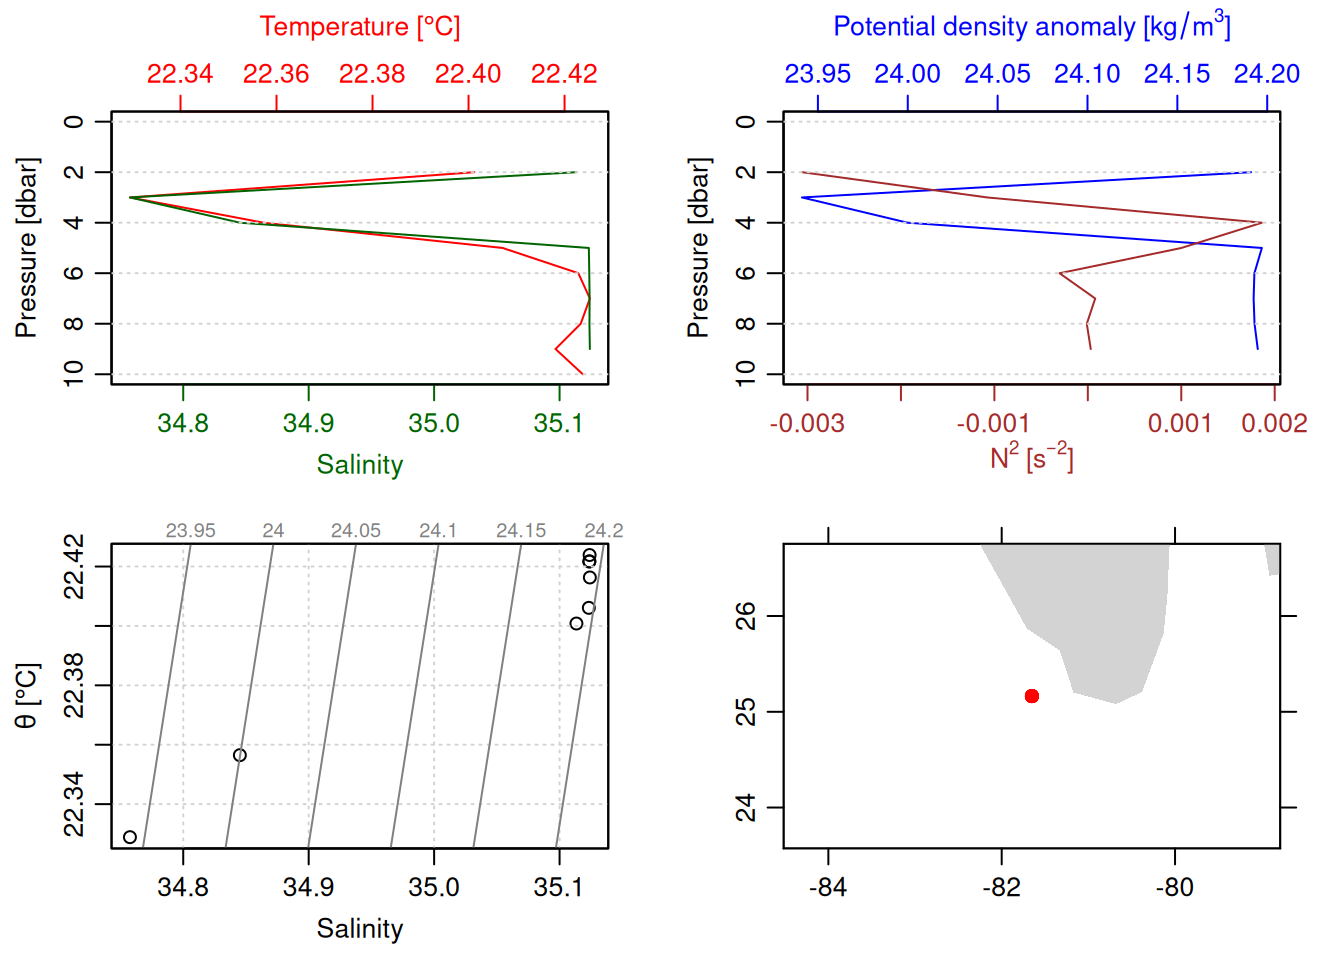 Temperature [°C]
22.34 22.36 22.38 22.40 22.42
Pressure [dbar]
0
2
4
6
8
10
34.8 34.9 35.0 35.1
Salinity
Potential density anomaly [kg/m³]
23.95 24.00 24.05 24.10 24.15 24.20
Pressure [dbar]
0
2
4
6
8
10
-0.003 -0.001 0.001 0.002
N² [s⁻²]
23.95 24 24.05 24.1 24.15 24.2
θ [°C]
22.42
22.38
22.34
34.8 34.9 35.0 35.1
Salinity
26
25
24
-84 -82 -80